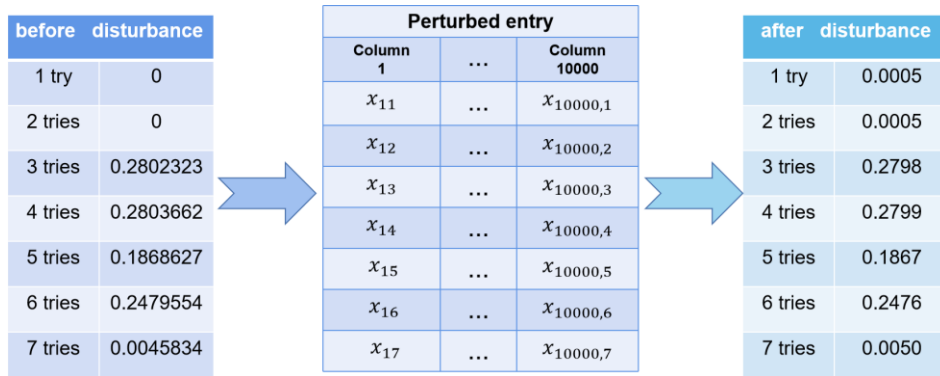 before disturbance
1 try 0
2 tries 0
3 tries 0.2802323
4 tries 0.2803662
5 tries 0.1868627
6 tries 0.2479554
7 tries 0.0045834
Perturbed entry
Column 1 ... Column 10000
x₁₁ ... x₁₀₀₀₀,₁
x₁₂ ... x₁₀₀₀₀,₂
x₁₃ ... x₁₀₀₀₀,₃
x₁₄ ... x₁₀₀₀₀,₄
x₁₅ ... x₁₀₀₀₀,₅
x₁₆ ... x₁₀₀₀₀,₆
x₁₇ ... x₁₀₀₀₀,₇
after disturbance
1 try 0.0005
2 tries 0.0005
3 tries 0.2798
4 tries 0.2799
5 tries 0.1867
6 tries 0.2476
7 tries 0.0050